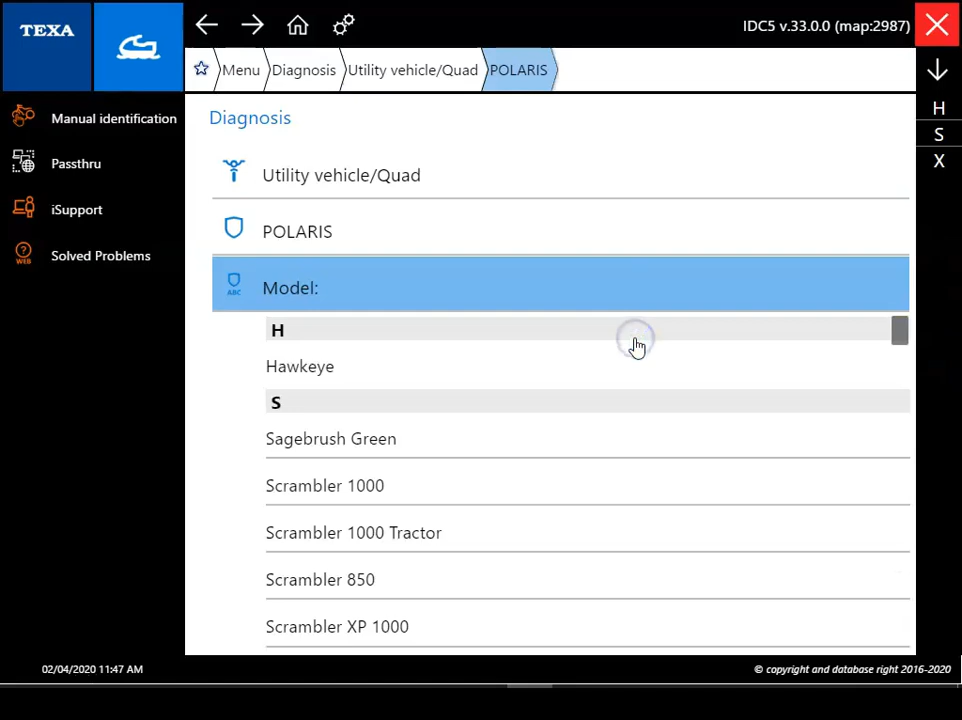 TEXA
IDC5 v.33.0.0 (map:2987)
Menu
Diagnosis
Utility vehicle/Quad
POLARIS
H
S
X
Manual identification
Passthru
iSupport
WEB
Solved Problems
Diagnosis
Utility vehicle/Quad
POLARIS
ABC
Model:
H
Hawkeye
S
Sagebrush Green
Scrambler 1000
Scrambler 1000 Tractor
Scrambler 850
Scrambler XP 1000
02/04/2020 11:47 AM
© copyright and database right 2016-2020